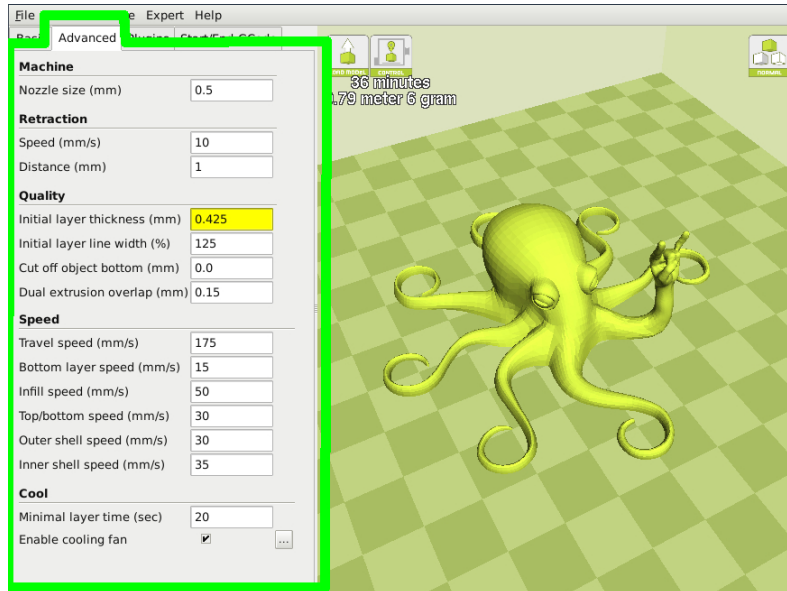 File Expert Help
Advanced
Machine
Nozzle size (mm) 0.5
Retraction
Speed (mm/s) 10
Distance (mm) 1
Quality
Initial layer thickness (mm) 0.425
Initial layer line width (%) 125
Cut off object bottom (mm) 0.0
Dual extrusion overlap (mm) 0.15
Speed
Travel speed (mm/s) 175
Bottom layer speed (mm/s) 15
Infill speed (mm/s) 50
Top/bottom speed (mm/s) 30
Outer shell speed (mm/s) 30
Inner shell speed (mm/s) 35
Cool
Minimal layer time (sec) 20
Enable cooling fan ...
CONTROL
36 minutes
.79 meter 6 gram
NORMAL